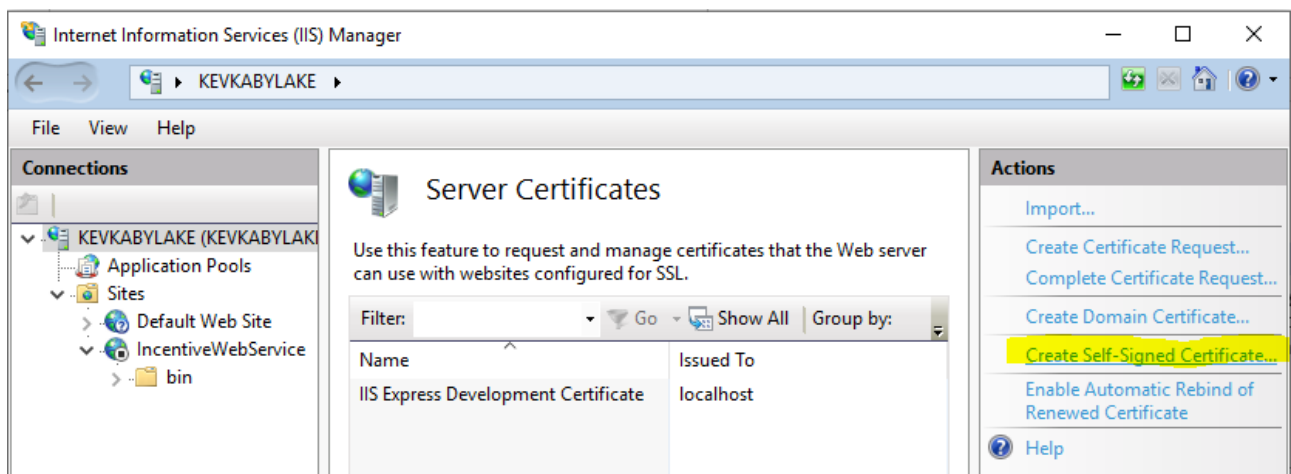 Internet Information Services (IIS) Manager
KEVKABYLAKE
File View Help
Connections
KEVKABYLAKE (KEVKABYLAKI
Application Pools
Sites
Default Web Site
IncentiveWebService
bin
Server Certificates
Use this feature to request and manage certificates that the Web server
can use with websites configured for SSL.
Filter: Go Show All Group by:
Name Issued To
IIS Express Development Certificate localhost
Actions
Import...
Create Certificate Request...
Complete Certificate Request...
Create Domain Certificate...
Create Self-Signed Certificate...
Enable Automatic Rebind of
Renewed Certificate
Help